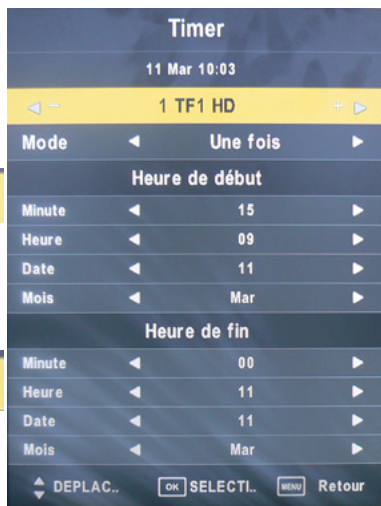 Timer
11 Mar 10:03
- 1 TF1 HD +
Mode Une fois
Heure de début
Minute 15
Heure 09
Date 11
Mois Mar
Heure de fin
Minute 00
Heure 11
Date 11
Mois Mar
DEPLAC.. OK SELECTI.. MENU Retour